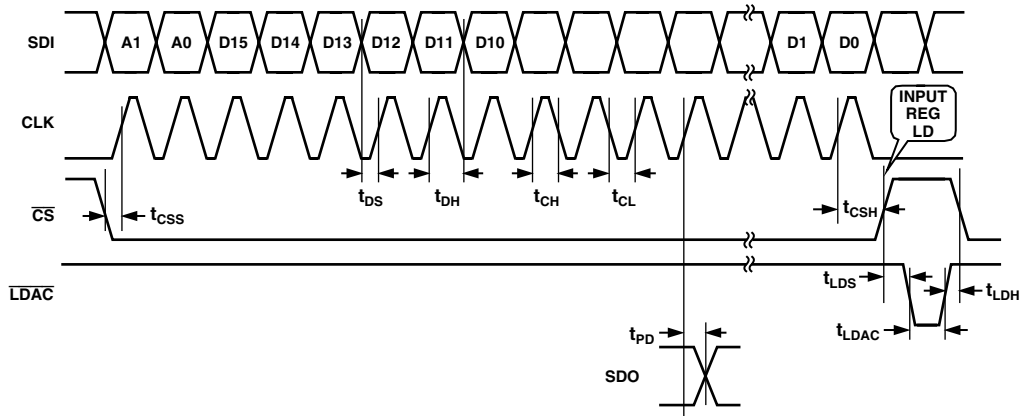 SDI A1 A0 D15 D14 D13 D12 D11 D10 D1 D0
CLK
INPUT
REG
LD
tDS tDH tCH tCL
CS tCSS tCSH
LDAC tLDS tLDH
tLDAC
tPD
SDO